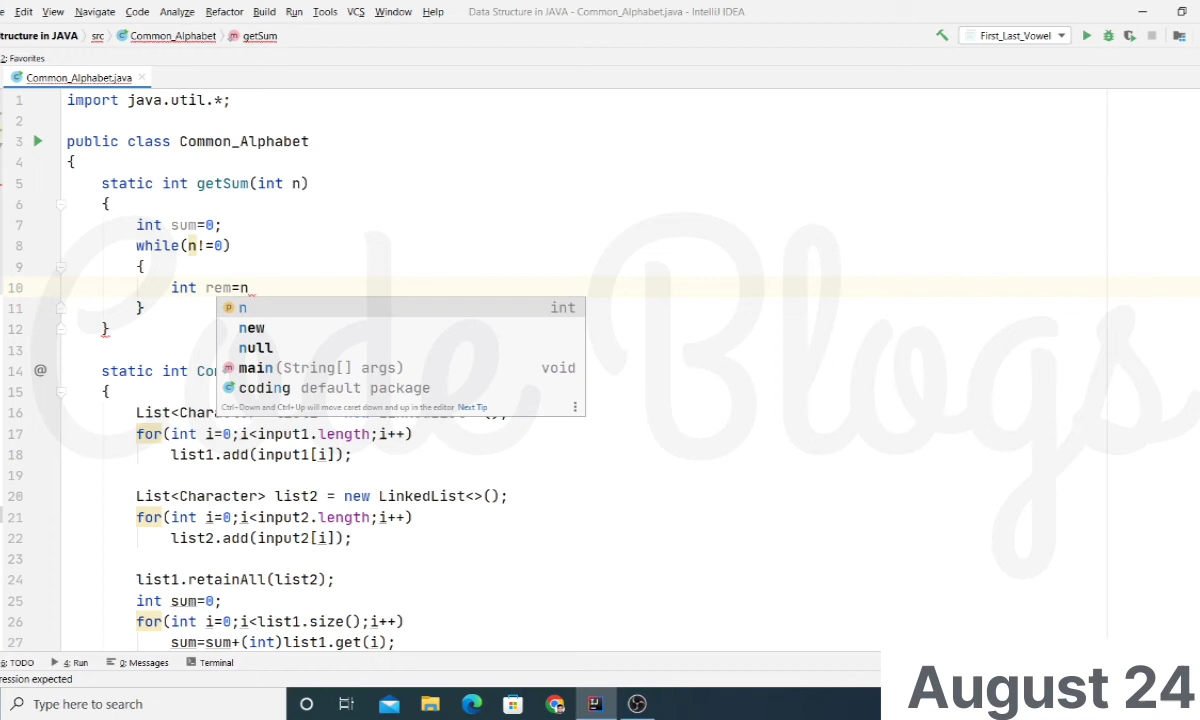 e Edit View Navigate Code Analyze Refactor Build Run Tools VCS Window Help Data Structure in JAVA - Common_Alphabet.java - IntelliJ IDEA
tructure in JAVA src Common_Alphabet getSum First_Last_Vowel
2: Favorites
Common_Alphabet.java
1 import java.util.*;
2
3 public class Common_Alphabet
4 {
5 static int getSum(int n)
6 {
7 int sum=0;
8 while(n!=0)
9 {
10 int rem=n
11 }
n int
new
12 }
null
13
main(String[] args) void
14 @ static int Co
coding default package
15 {
Ctrl+Down and Ctrl+Up will move caret down and up in the editor Next Tip
16 List<Chara
17 for(int i=0;i<input1.length;i++)
18 list1.add(input1[i]);
19
20 List<Character> list2 = new LinkedList<>();
21 for(int i=0;i<input2.length;i++)
22 list2.add(input2[i]);
23
24 list1.retainAll(list2);
25 int sum=0;
26 for(int i=0;i<list1.size();i++)
27 sum=sum+(int)list1.get(i);
Code Blogs
6: TODO 4: Run 0: Messages Terminal
ression expected
Type here to search
August 24